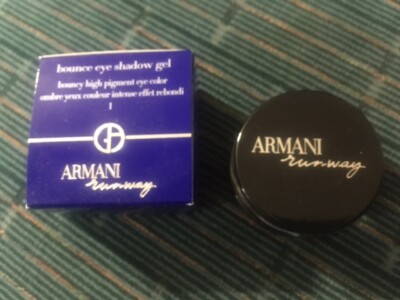 bounce eye shadow gel
bouncy high pigment eye color
ombre yeux couleur intense effet rebondi
1
ARMANI
runway
ARMANI
runway